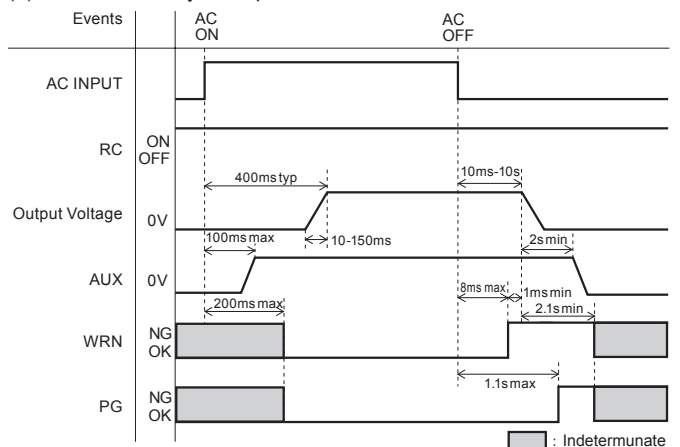 Events
AC
ON
AC
OFF
AC INPUT
RC
ON
OFF
400ms typ
10ms-10s
Output Voltage
0V
100ms max
10-150ms
2s min
AUX
0V
200ms max
8ms max
1ms min
2.1s min
WRN
NG
OK
1.1s max
PG
NG
OK
: Indetermunate